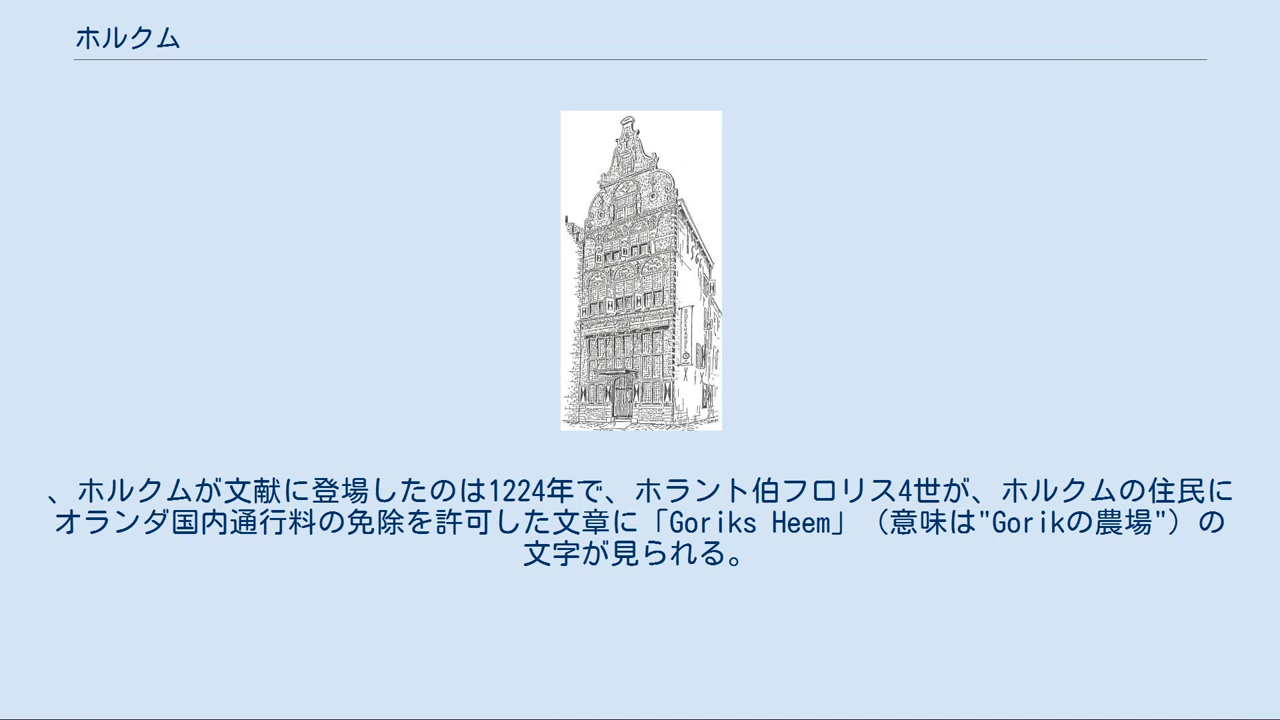 ホルクム
、ホルクムが文献に登場したのは1224年で、ホラント伯フロリス4世が、ホルクムの住民に
オランダ国内通行料の免除を許可した文章に「Goriks Heem」（意味は"Gorikの農場"）の
文字が見られる。